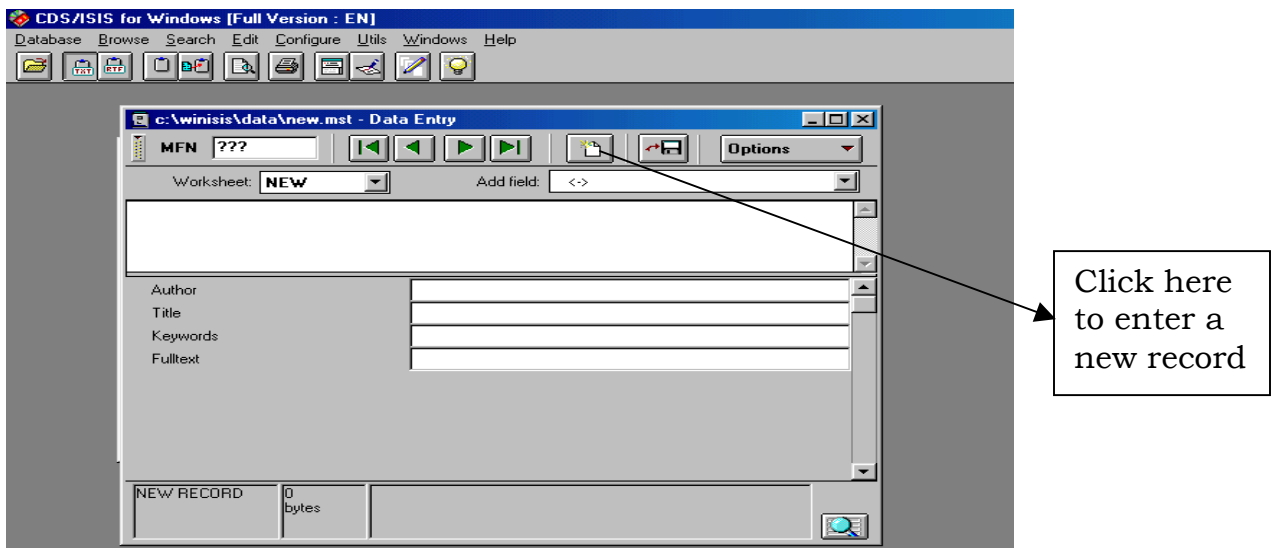 CDS/ISIS for Windows [Full Version : EN]
Database Browse Search Edit Configure Utils Windows Help
TXT RTF
c:\winisis\data\new.mst - Data Entry
MFN ??? Options
Worksheet: NEW Add field: <->
Author
Title
Keywords
Fulltext
Click here
to enter a
new record
NEW RECORD 0
bytes